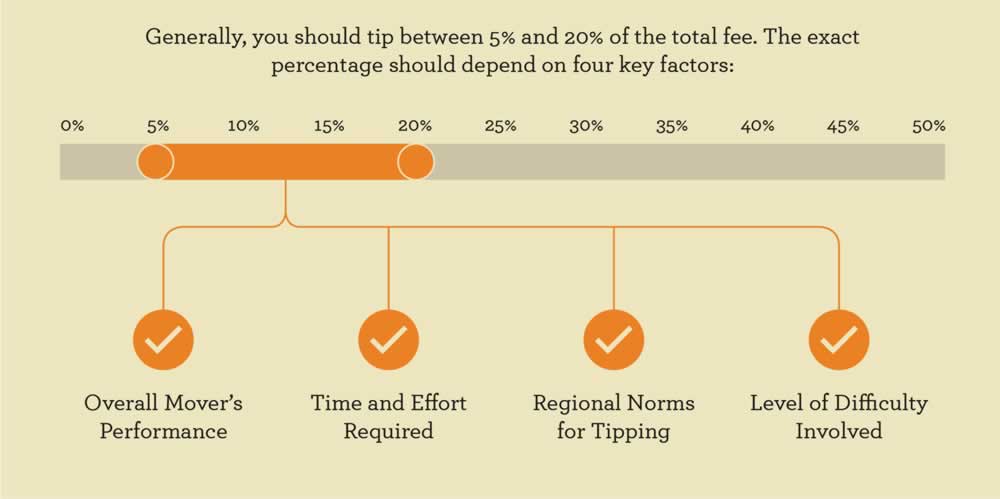 Generally, you should tip between 5% and 20% of the total fee. The exact
percentage should depend on four key factors:
0% 5% 10% 15% 20% 25% 30% 35% 40% 45% 50%
Overall Mover's
Performance
Time and Effort
Required
Regional Norms
for Tipping
Level of Difficulty
Involved